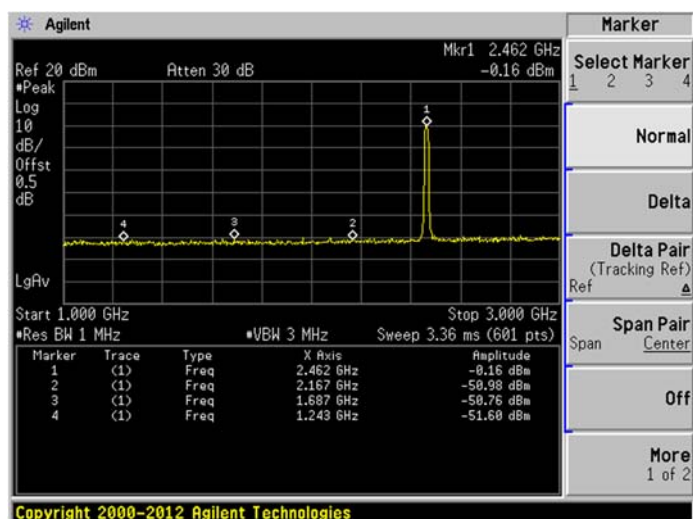 Agilent
Marker
Mkr1 2.462 GHz
Ref 20 dBm Atten 30 dB -0.16 dBm
#Peak
Log
10
dB/
Offst
0.5
dB
1
2
3
4
LgAv
Start 1.000 GHz Stop 3.000 GHz
#Res BW 1 MHz #VBW 3 MHz Sweep 3.36 ms (601 pts)
Marker Trace Type X Axis Amplitude
1 (1) Freq 2.462 GHz -0.16 dBm
2 (1) Freq 2.167 GHz -50.98 dBm
3 (1) Freq 1.687 GHz -50.76 dBm
4 (1) Freq 1.243 GHz -51.60 dBm
Select Marker
1 2 3 4
Normal
Delta
Delta Pair
(Tracking Ref)
Ref Δ
Span Pair
Span Center
Off
More
1 of 2
Copyright 2000-2012 Agilent Technologies